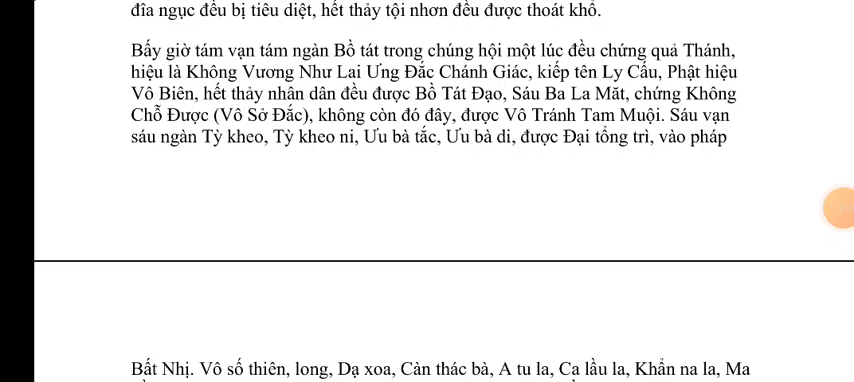 đĩa ngục đều bị tiêu diệt, hết thảy tội nhơn đều được thoát khổ.
Bấy giờ tám vạn tám ngàn Bồ tát trong chúng hội một lúc đều chứng quả Thánh,
hiệu là Không Vương Như Lai Ứng Đắc Chánh Giác, kiếp tên Ly Cấu, Phật hiệu
Vô Biên, hết thảy nhân dân đều được Bồ Tát Đạo, Sáu Ba La Mật, chứng Không
Chỗ Được (Vô Sở Đắc), không còn đó đây, được Vô Tránh Tam Muội. Sáu vạn
sáu ngàn Tỳ kheo, Tỳ kheo ni, Ưu bà tắc, Ưu bà di, được Đại tổng trì, vào pháp
Bất Nhị. Vô số thiên, long, Dạ xoa, Càn thác bà, A tu la, Ca lầu la, Khẩn na la, Ma